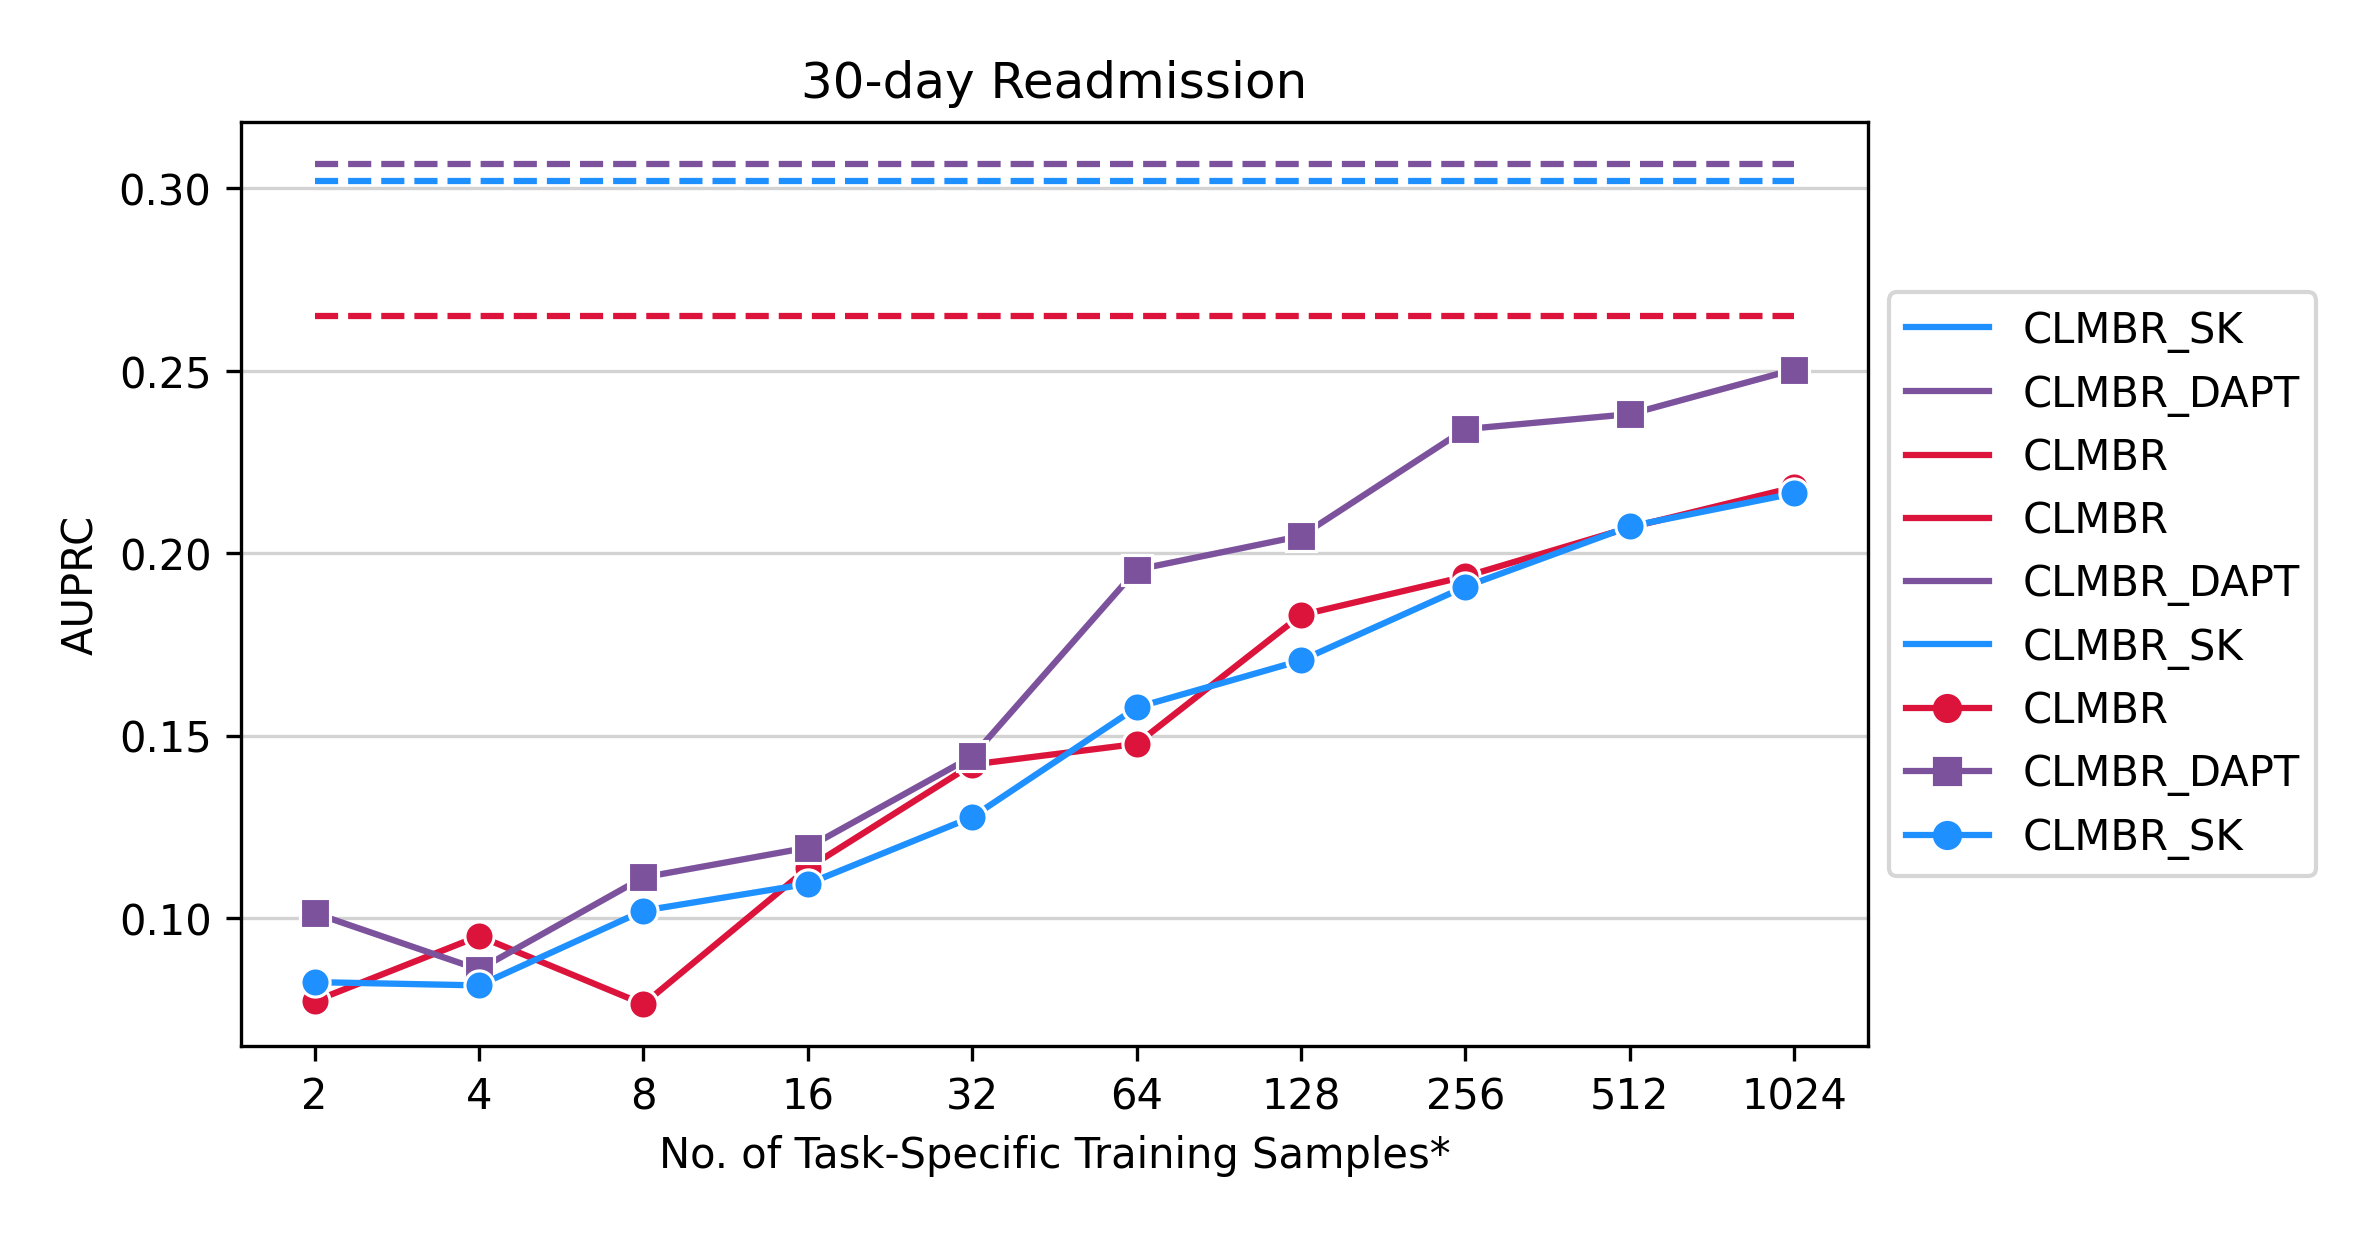 30-day Readmission
0.30
0.25
0.20
0.15
0.10
AUPRC
2 4 8 16 32 64 128 256 512 1024
No. of Task-Specific Training Samples*
CLMBR_SK
CLMBR_DAPT
CLMBR
CLMBR
CLMBR_DAPT
CLMBR_SK
CLMBR
CLMBR_DAPT
CLMBR_SK